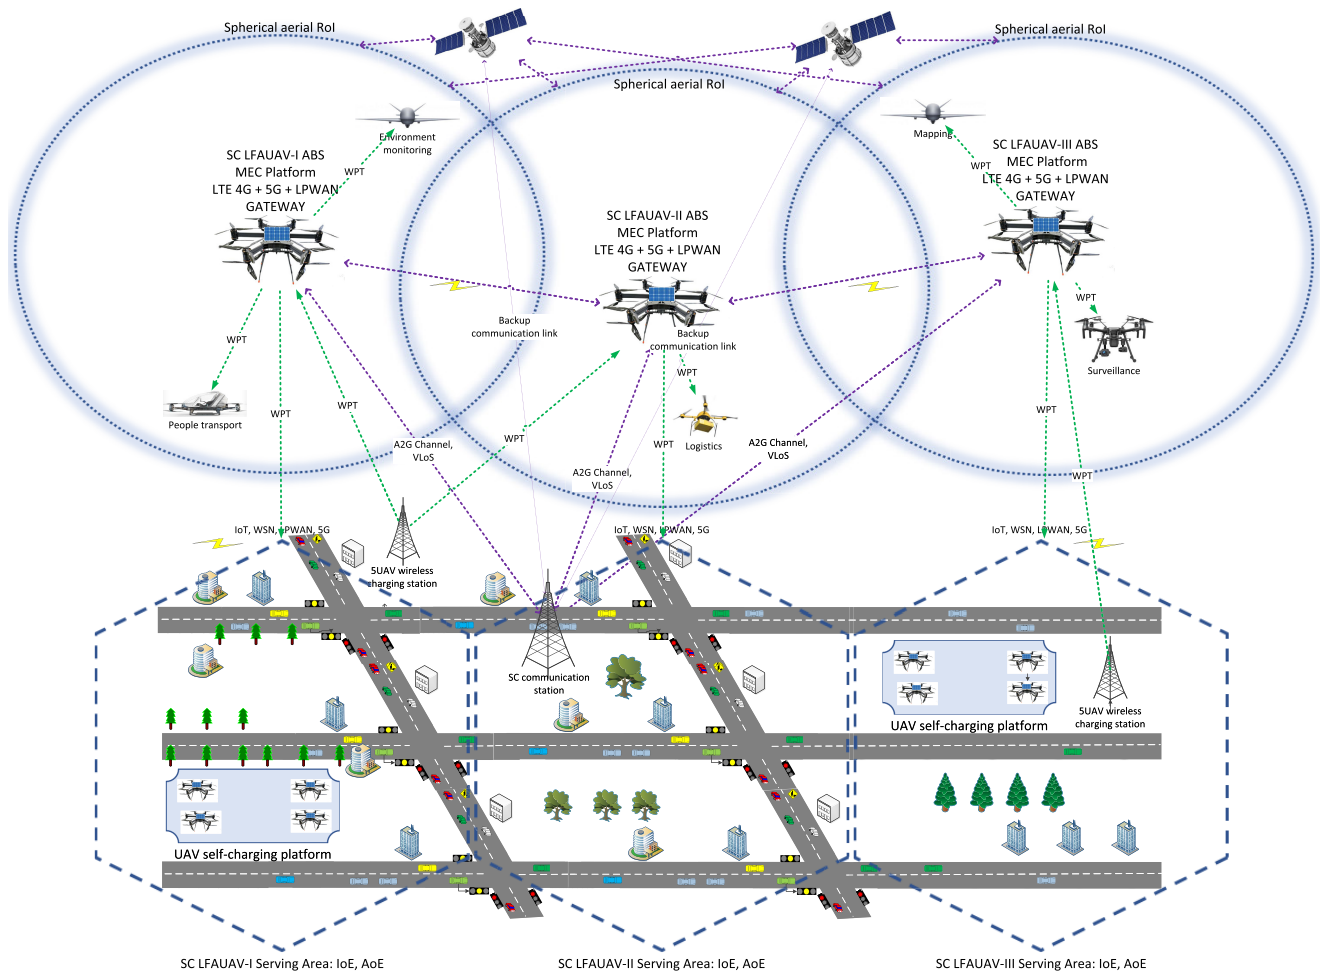 Spherical aerial RoI
Spherical aerial RoI
Spherical aerial RoI
Environment
monitoring
Mapping
SC LFAUAV-I ABS
MEC Platform
LTE 4G + 5G + LPWAN
GATEWAY
WPT
SC LFAUAV-III ABS
MEC Platform
LTE 4G + 5G + LPWAN
GATEWAY
WPT
SC LFAUAV-II ABS
MEC Platform
LTE 4G + 5G + LPWAN
GATEWAY
WPT
Backup
communication link
Backup
communication link
WPT
Surveillance
WPT
People transport
WPT
WPT
WPT
WPT
Logistics
WPT
WPT
WPT
A2G Channel,
VLoS
A2G Channel,
VLoS
A2G Channel,
VLoS
IoT, WSN, LPWAN, 5G
IoT, WSN, LPWAN, 5G
IoT, WSN, LPWAN, 5G
5UAV wireless
charging station
SC communication
station
5UAV wireless
charging station
UAV self-charging platform
UAV self-charging platform
SC LFAUAV-I Serving Area: IoE, AoE
SC LFAUAV-II Serving Area: IoE, AoE
SC LFAUAV-III Serving Area: IoE, AoE